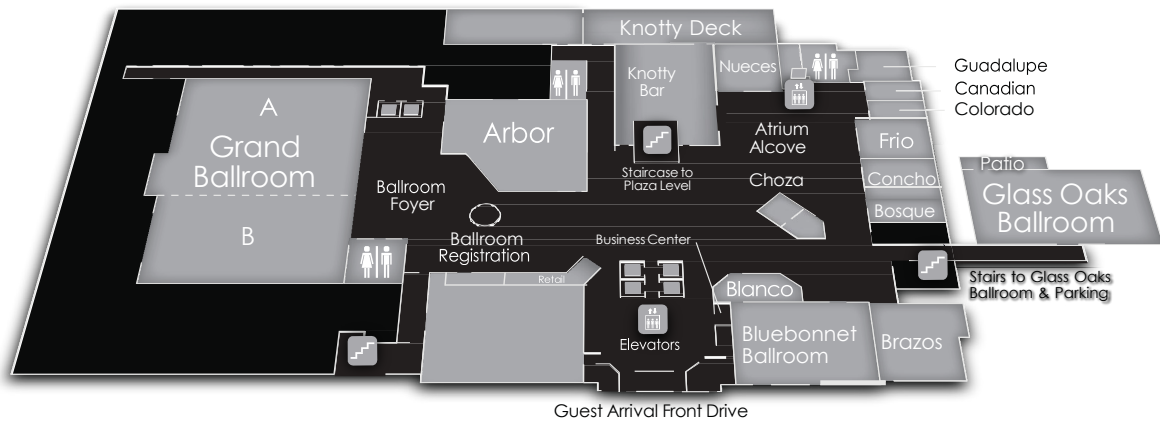 Knotty Deck
Nueces
Knotty
Bar
Guadalupe
Canadian
Colorado
A
Grand
Ballroom
B
Arbor
Atrium
Alcove
Frio
Staircase to
Plaza Level
Choza
Concho
Bosque
Patio
Glass Oaks
Ballroom
Ballroom
Foyer
Ballroom
Registration
Business Center
Retail
Stairs to Glass Oaks
Ballroom & Parking
Blanco
Elevators
Bluebonnet
Ballroom
Brazos
Guest Arrival Front Drive